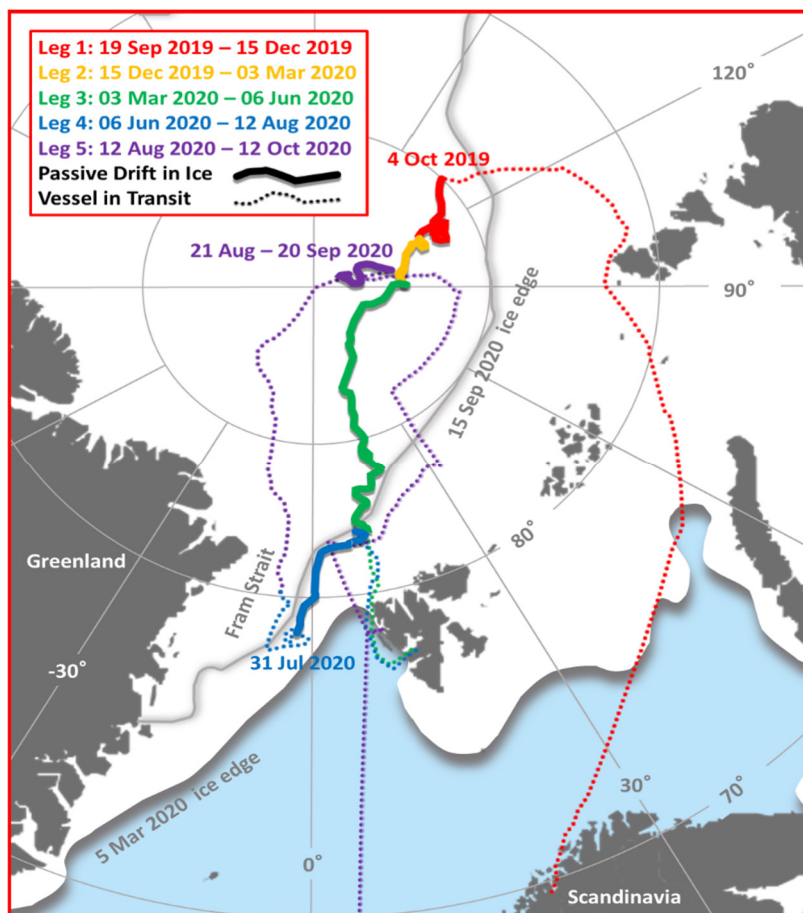 Leg 1: 19 Sep 2019 – 15 Dec 2019
Leg 2: 15 Dec 2019 – 03 Mar 2020
Leg 3: 03 Mar 2020 – 06 Jun 2020
Leg 4: 06 Jun 2020 – 12 Aug 2020
Leg 5: 12 Aug 2020 – 12 Oct 2020
Passive Drift in Ice
Vessel in Transit
120°
4 Oct 2019
21 Aug – 20 Sep 2020
90°
15 Sep 2020 ice edge
80°
Greenland
Fram Strait
-30°
31 Jul 2020
5 Mar 2020 ice edge
30°
70°
0°
Scandinavia